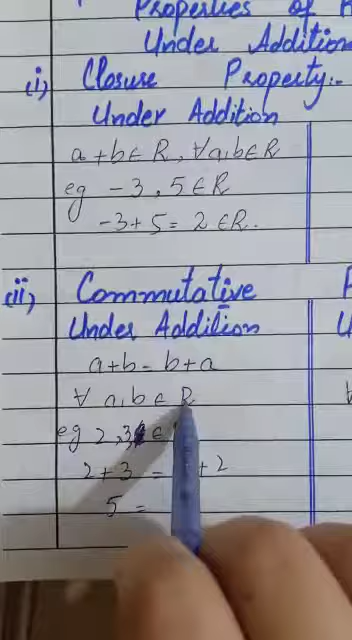 Properties of
Under Addition
(i) Closure Property:-
Under Addition
a + b ∈ R, ∀ a, b ∈ R
eg -3, 5 ∈ R
-3 + 5 = 2 ∈ R.
(ii) Commutative
Under Addition
a + b = b + a
∀ a, b ∈ R
eg 2, 3 ∈
2 + 3 = + 2
5 =